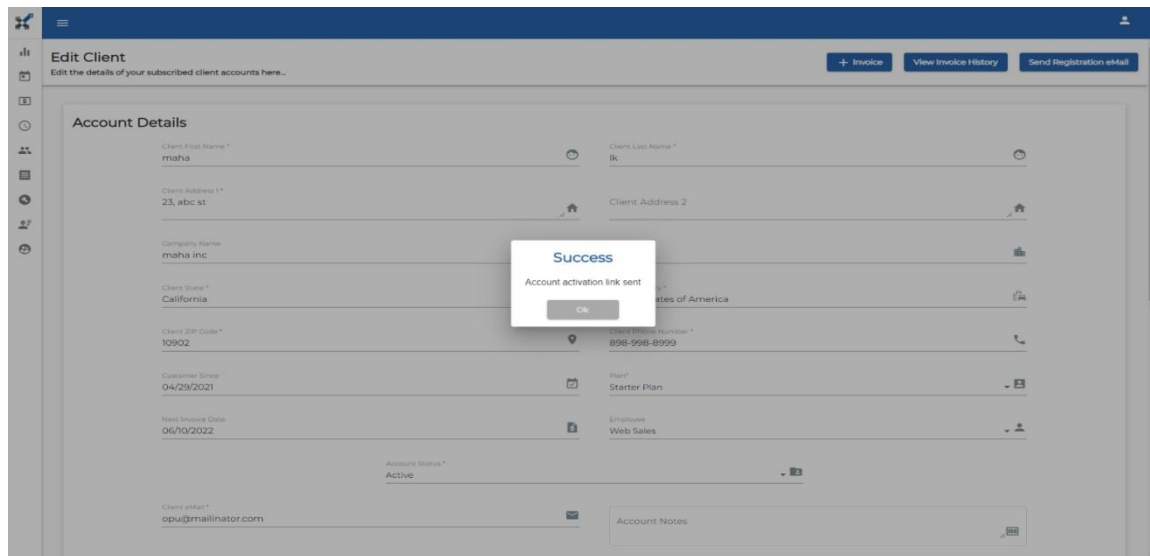 Edit Client
Edit the details of your subscribed client accounts here...
+ Invoice
View Invoice History
Send Registration eMail
Account Details
Client First Name *
maha
Client Last Name *
lk
Client Address 1 *
23, abc st
Client Address 2
Company Name
maha inc
Success
Account activation link sent
Ok
Client State *
California
y *
ates of America
Client ZIP Code *
10902
Client Phone Number *
898-998-8999
Customer Since
04/29/2021
Plan*
Starter Plan
Next Invoice Date
06/10/2022
Employee
Web Sales
Account Status *
Active
Client eMail *
opu@mailinator.com
Account Notes